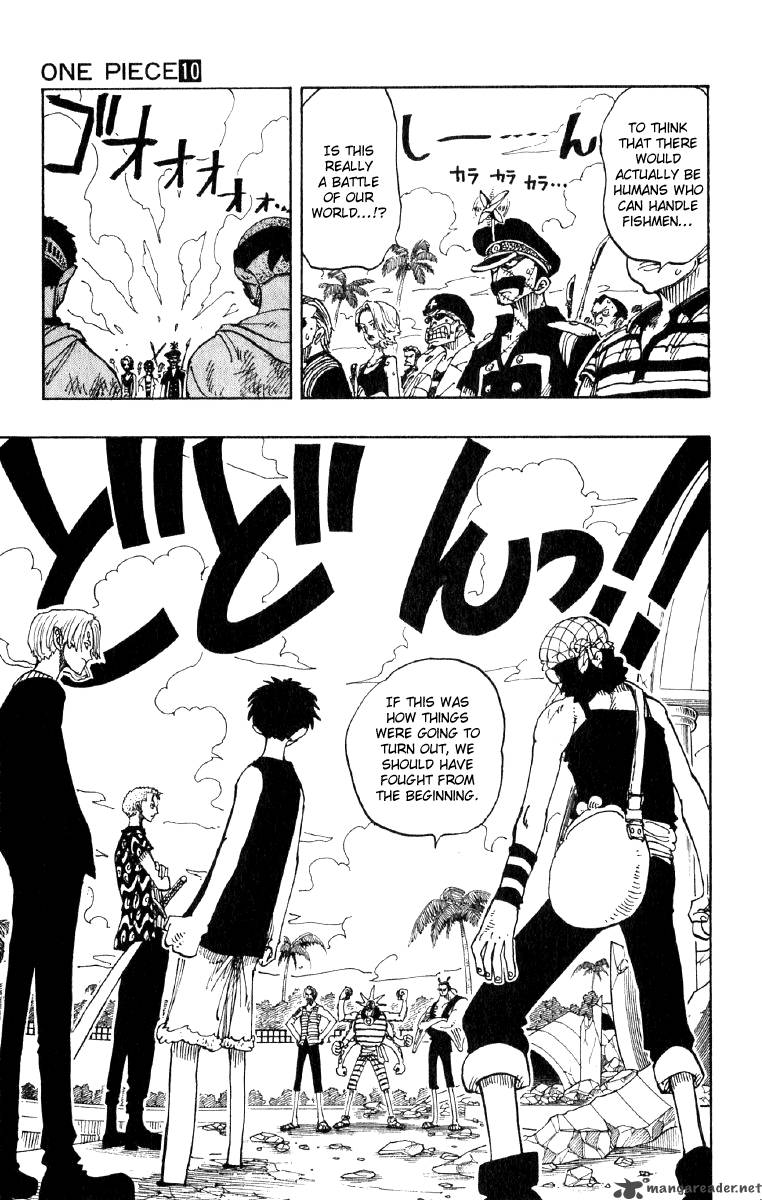 ONE PIECE 10
TO THINK
THAT THERE
WOULD
ACTUALLY BE
HUMANS WHO
CAN HANDLE
FISHMEN...
IS THIS
REALLY
A BATTLE
OF OUR
WORLD...!?
しーーん
カラ カラ カラ...
ゴオオオオオ...
どどんっ!!
IF THIS WAS
HOW THINGS
WERE GOING TO
TURN OUT, WE
SHOULD HAVE
FOUGHT FROM
THE BEGINNING.
mangareader.net